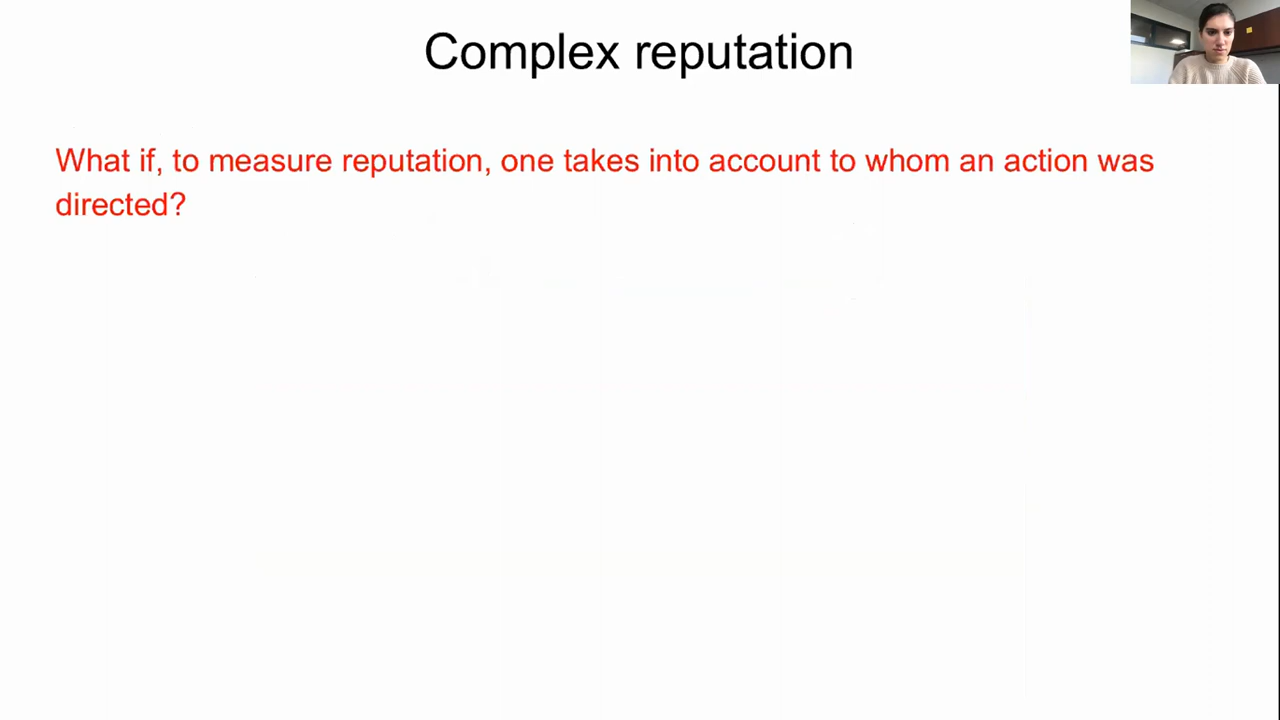 Complex reputation
What if, to measure reputation, one takes into account to whom an action was
directed?